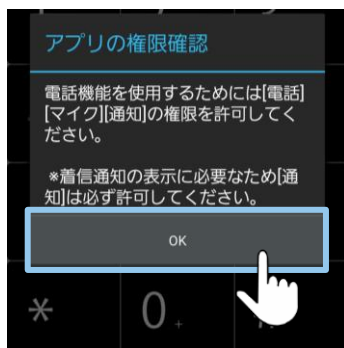 アプリの権限確認
電話機能を使用するためには[電話]
[マイク][通知]の権限を許可してく
ださい。
*着信通知の表示に必要なため[通
知]は必ず許可してください。
OK
* 0 +